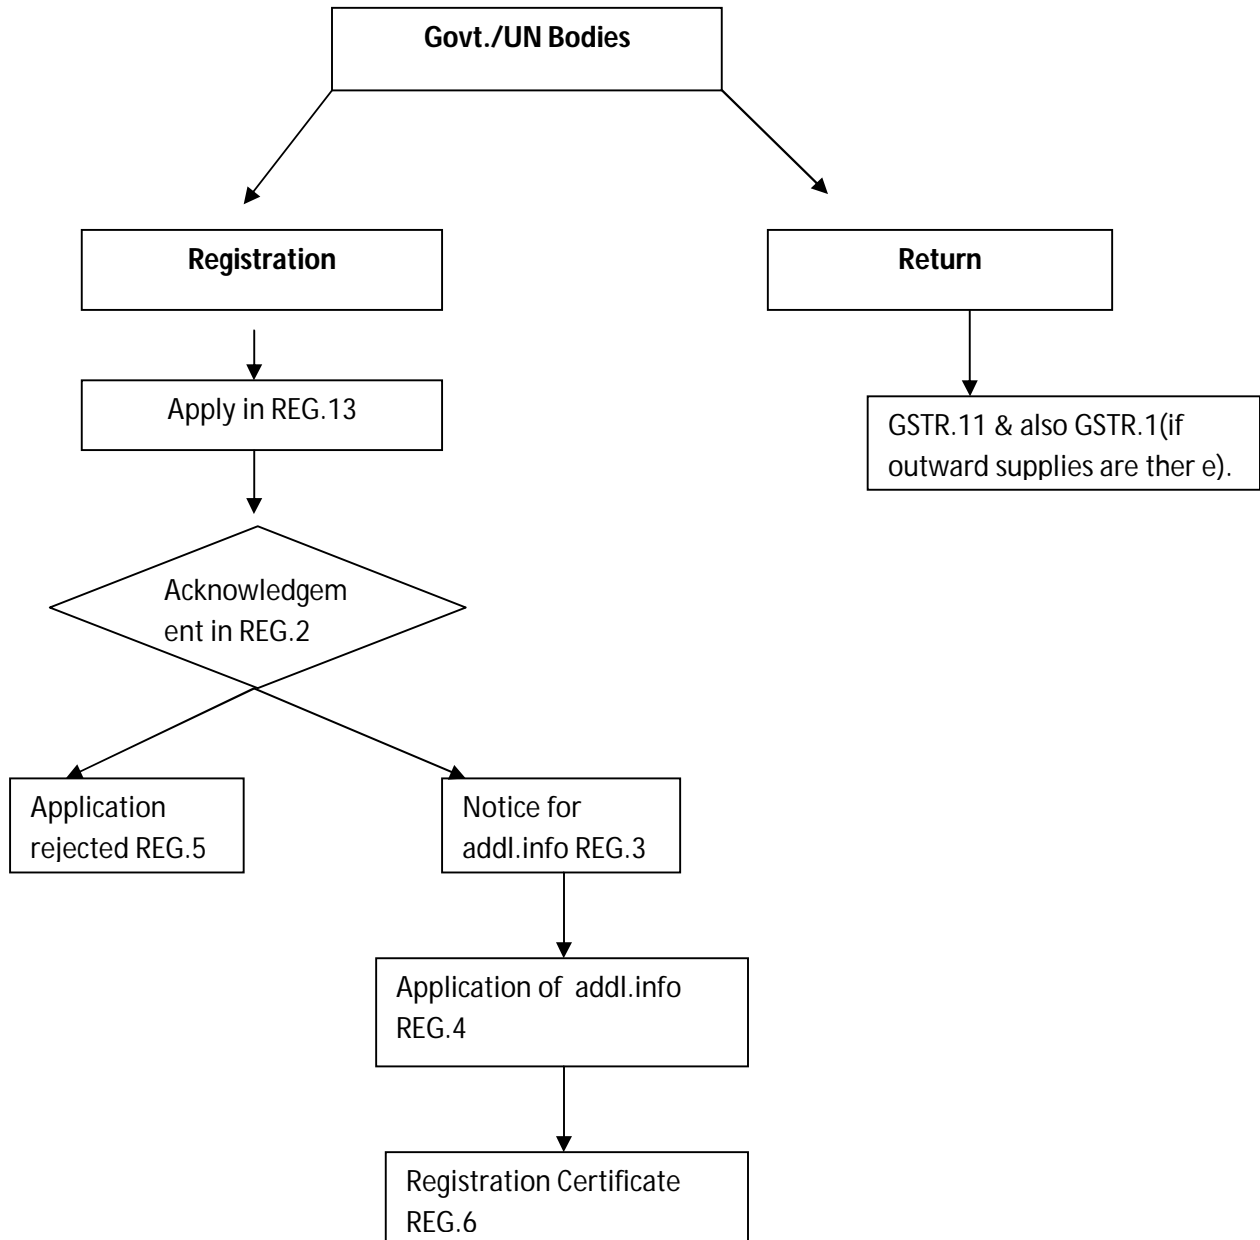 Govt./UN Bodies
Registration
Return
Apply in REG.13
GSTR.11 & also GSTR.1(if
outward supplies are ther e).
Acknowledgem
ent in REG.2
Application
rejected REG.5
Notice for
addl.info REG.3
Application of addl.info
REG.4
Registration Certificate
REG.6